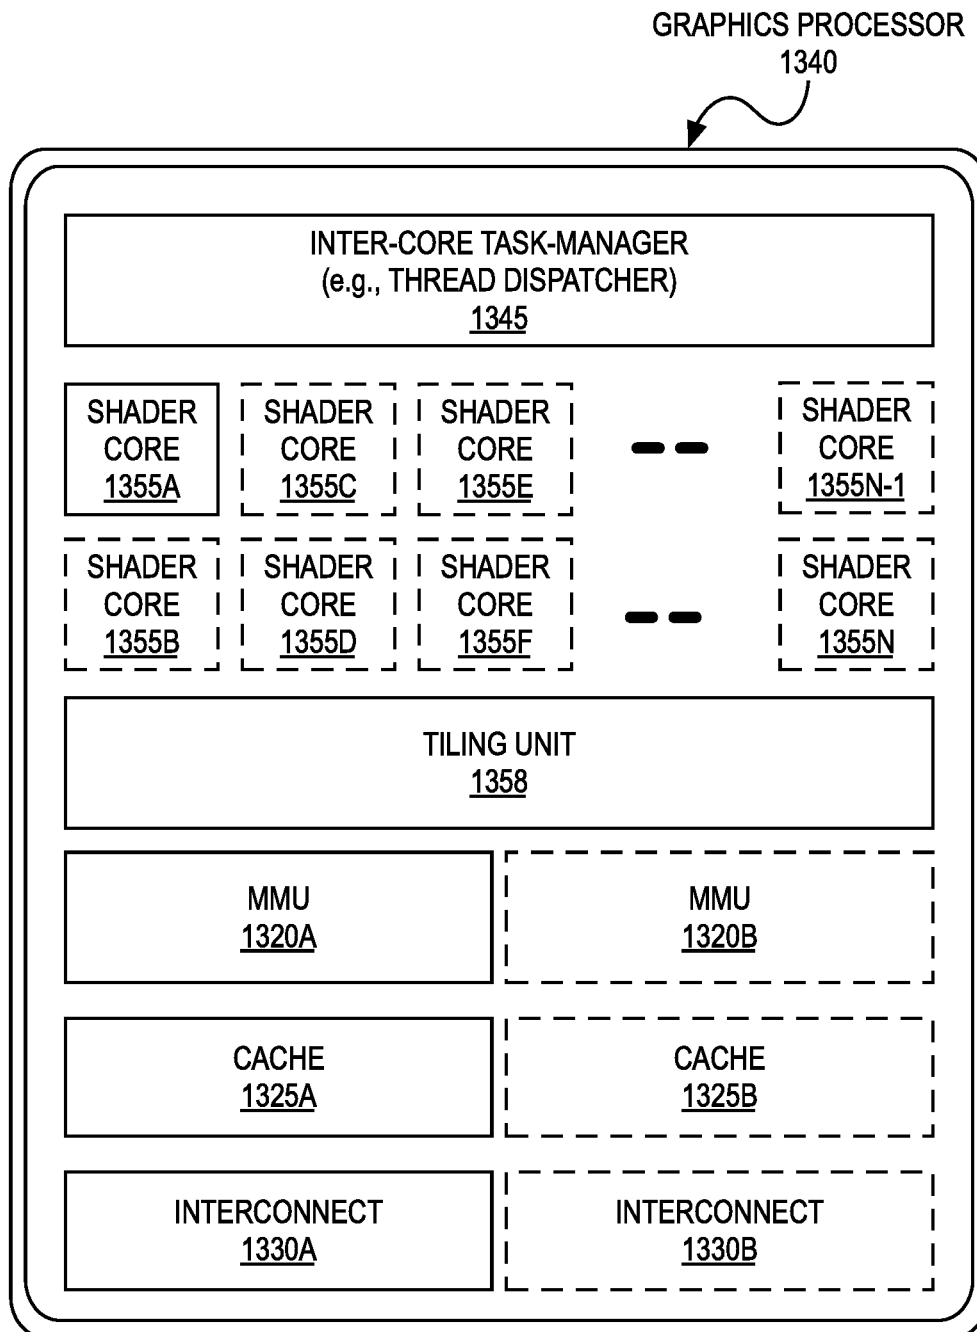 GRAPHICS PROCESSOR
1340
INTER-CORE TASK-MANAGER
(e.g., THREAD DISPATCHER)
1345
SHADER
CORE
1355A
SHADER
CORE
1355C
SHADER
CORE
1355E
SHADER
CORE
1355N-1
SHADER
CORE
1355B
SHADER
CORE
1355D
SHADER
CORE
1355F
SHADER
CORE
1355N
TILING UNIT
1358
MMU
1320A
MMU
1320B
CACHE
1325A
CACHE
1325B
INTERCONNECT
1330A
INTERCONNECT
1330B